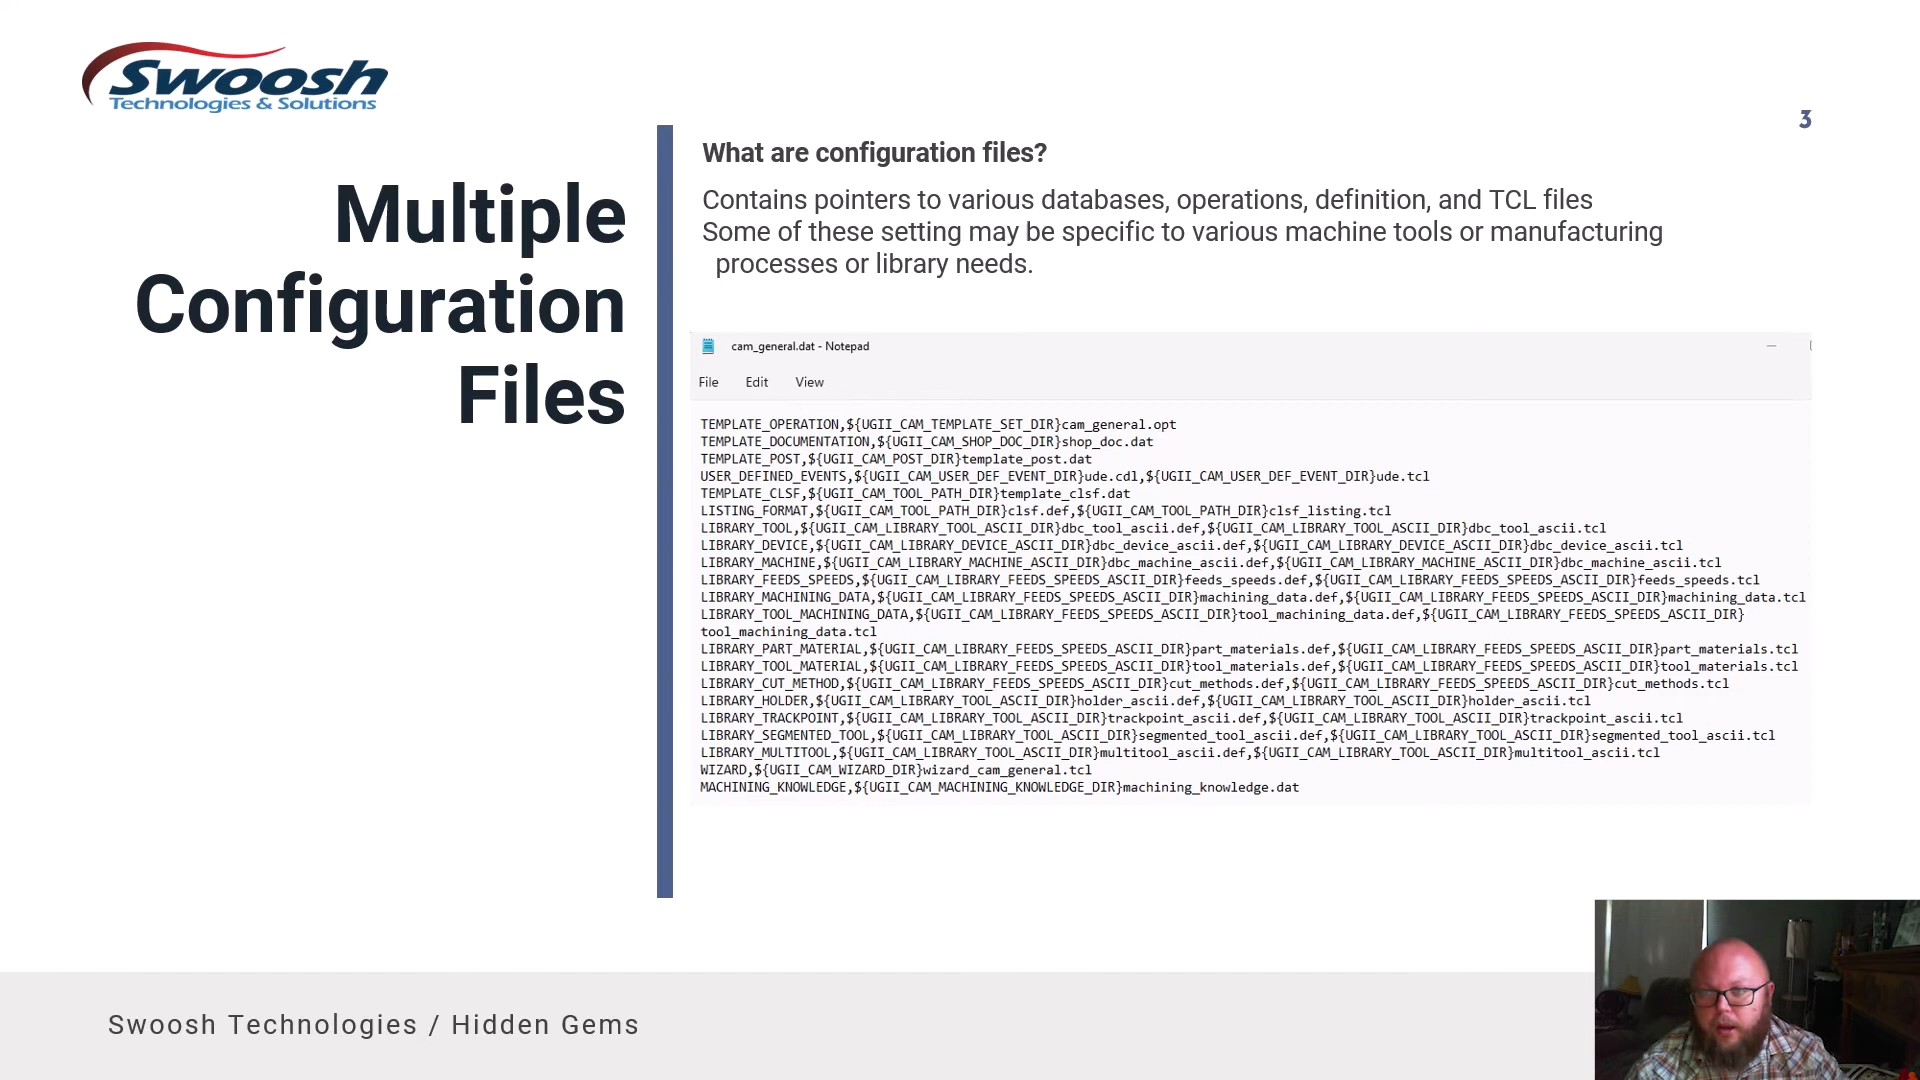 Swoosh
Technologies & Solutions
3
Multiple
Configuration
Files
What are configuration files?
Contains pointers to various databases, operations, definition, and TCL files
Some of these setting may be specific to various machine tools or manufacturing
processes or library needs.
cam_general.dat - Notepad
File Edit View
TEMPLATE_OPERATION,${UGII_CAM_TEMPLATE_SET_DIR}cam_general.opt
TEMPLATE_DOCUMENTATION,${UGII_CAM_SHOP_DOC_DIR}shop_doc.dat
TEMPLATE_POST,${UGII_CAM_POST_DIR}template_post.dat
USER_DEFINED_EVENTS,${UGII_CAM_USER_DEF_EVENT_DIR}ude.cdl,${UGII_CAM_USER_DEF_EVENT_DIR}ude.tcl
TEMPLATE_CLSF,${UGII_CAM_TOOL_PATH_DIR}template_clsf.dat
LISTING_FORMAT,${UGII_CAM_TOOL_PATH_DIR}clsf.def,${UGII_CAM_TOOL_PATH_DIR}clsf_listing.tcl
LIBRARY_TOOL,${UGII_CAM_LIBRARY_TOOL_ASCII_DIR}dbc_tool_ascii.def,${UGII_CAM_LIBRARY_TOOL_ASCII_DIR}dbc_tool_ascii.tcl
LIBRARY_DEVICE,${UGII_CAM_LIBRARY_DEVICE_ASCII_DIR}dbc_device_ascii.def,${UGII_CAM_LIBRARY_DEVICE_ASCII_DIR}dbc_device_ascii.tcl
LIBRARY_MACHINE,${UGII_CAM_LIBRARY_MACHINE_ASCII_DIR}dbc_machine_ascii.def,${UGII_CAM_LIBRARY_MACHINE_ASCII_DIR}dbc_machine_ascii.tcl
LIBRARY_FEEDS_SPEEDS,${UGII_CAM_LIBRARY_FEEDS_SPEEDS_ASCII_DIR}feeds_speeds.def,${UGII_CAM_LIBRARY_FEEDS_SPEEDS_ASCII_DIR}feeds_speeds.tcl
LIBRARY_MACHINING_DATA,${UGII_CAM_LIBRARY_FEEDS_SPEEDS_ASCII_DIR}machining_data.def,${UGII_CAM_LIBRARY_FEEDS_SPEEDS_ASCII_DIR}machining_data.tcl
LIBRARY_TOOL_MACHINING_DATA,${UGII_CAM_LIBRARY_FEEDS_SPEEDS_ASCII_DIR}tool_machining_data.def,${UGII_CAM_LIBRARY_FEEDS_SPEEDS_ASCII_DIR}
tool_machining_data.tcl
LIBRARY_PART_MATERIAL,${UGII_CAM_LIBRARY_FEEDS_SPEEDS_ASCII_DIR}part_materials.def,${UGII_CAM_LIBRARY_FEEDS_SPEEDS_ASCII_DIR}part_materials.tcl
LIBRARY_TOOL_MATERIAL,${UGII_CAM_LIBRARY_FEEDS_SPEEDS_ASCII_DIR}tool_materials.def,${UGII_CAM_LIBRARY_FEEDS_SPEEDS_ASCII_DIR}tool_materials.tcl
LIBRARY_CUT_METHOD,${UGII_CAM_LIBRARY_FEEDS_SPEEDS_ASCII_DIR}cut_methods.def,${UGII_CAM_LIBRARY_FEEDS_SPEEDS_ASCII_DIR}cut_methods.tcl
LIBRARY_HOLDER,${UGII_CAM_LIBRARY_TOOL_ASCII_DIR}holder_ascii.def,${UGII_CAM_LIBRARY_TOOL_ASCII_DIR}holder_ascii.tcl
LIBRARY_TRACKPOINT,${UGII_CAM_LIBRARY_TOOL_ASCII_DIR}trackpoint_ascii.def,${UGII_CAM_LIBRARY_TOOL_ASCII_DIR}trackpoint_ascii.tcl
LIBRARY_SEGMENTED_TOOL,${UGII_CAM_LIBRARY_TOOL_ASCII_DIR}segmented_tool_ascii.def,${UGII_CAM_LIBRARY_TOOL_ASCII_DIR}segmented_tool_ascii.tcl
LIBRARY_MULTITOOL,${UGII_CAM_LIBRARY_TOOL_ASCII_DIR}multitool_ascii.def,${UGII_CAM_LIBRARY_TOOL_ASCII_DIR}multitool_ascii.tcl
WIZARD,${UGII_CAM_WIZARD_DIR}wizard_cam_general.tcl
MACHINING_KNOWLEDGE,${UGII_CAM_MACHINING_KNOWLEDGE_DIR}machining_knowledge.dat
Swoosh Technologies / Hidden Gems